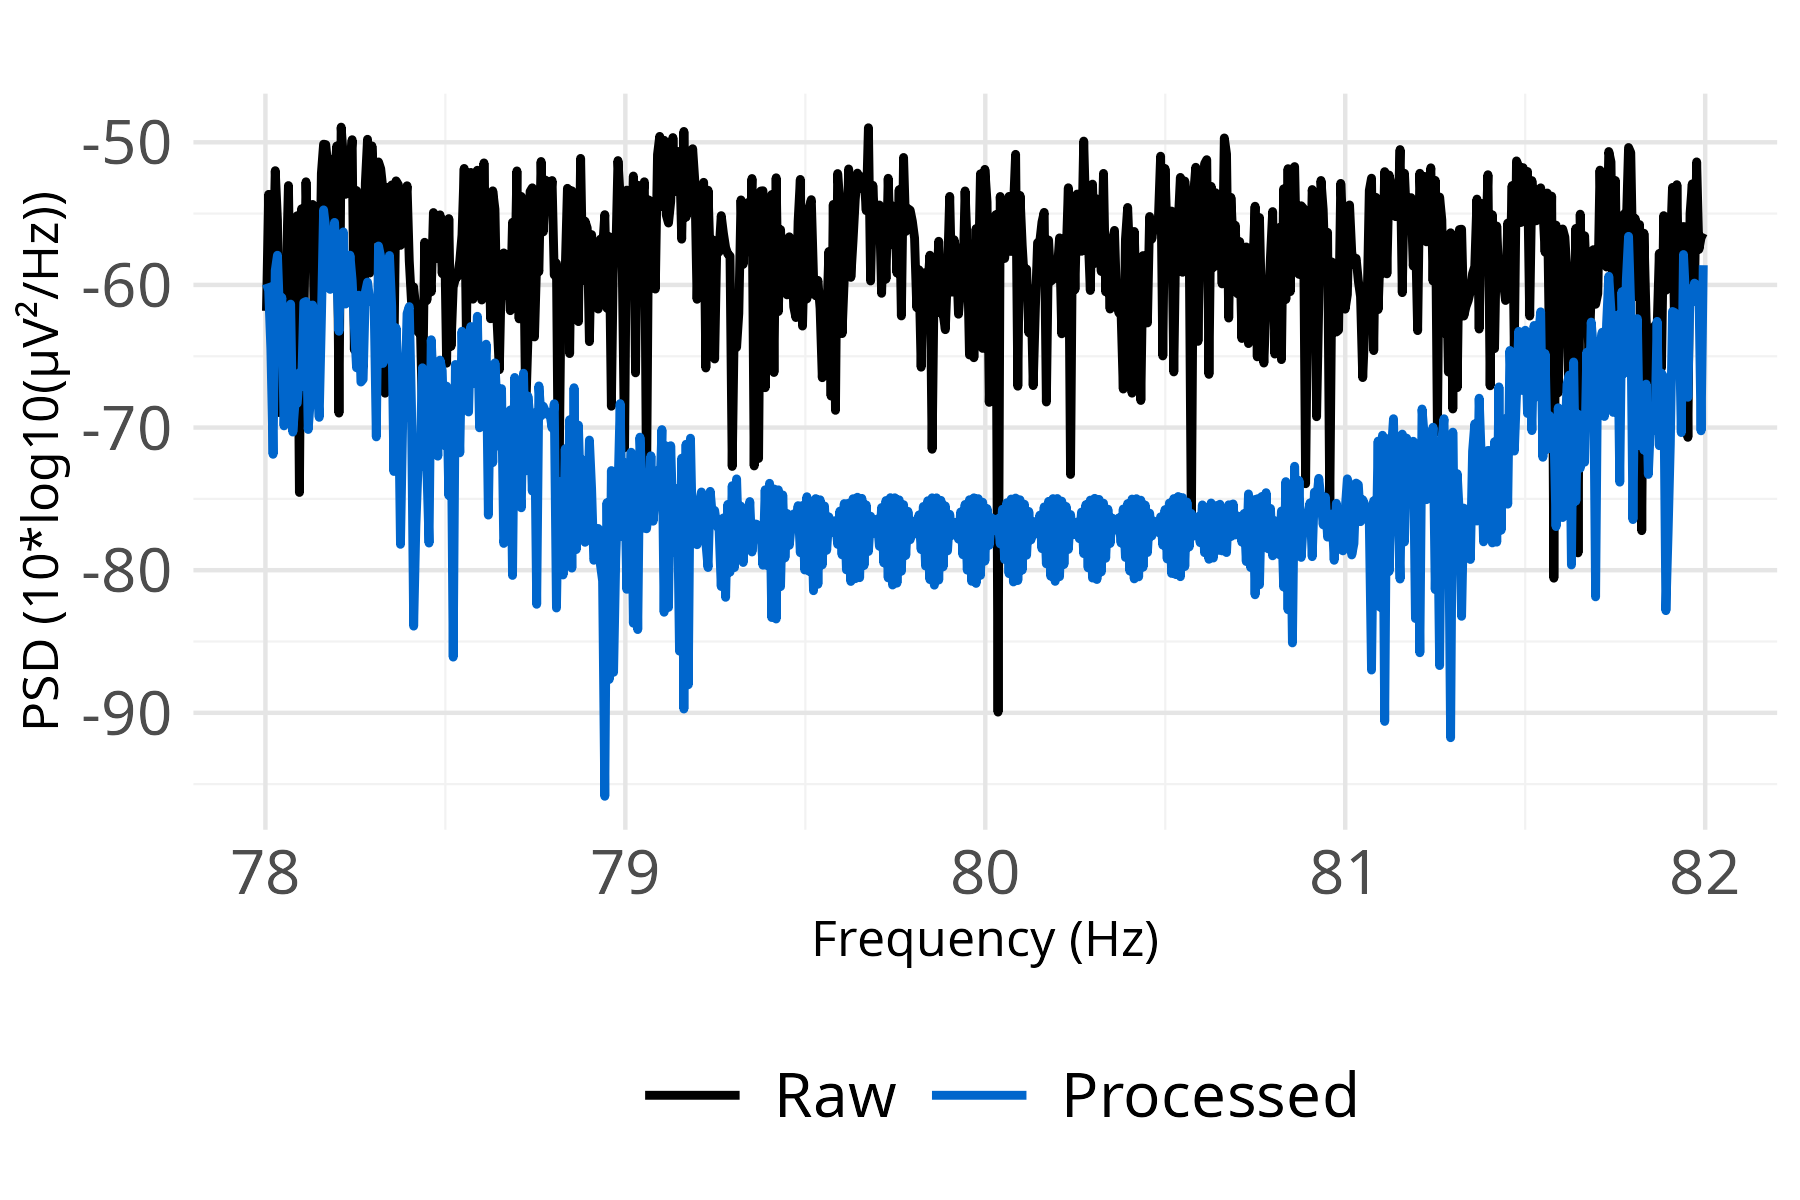 PSD (10*log10(μV²/Hz))
-50
-60
-70
-80
-90
78 79 80 81 82
Frequency (Hz)
Raw Processed